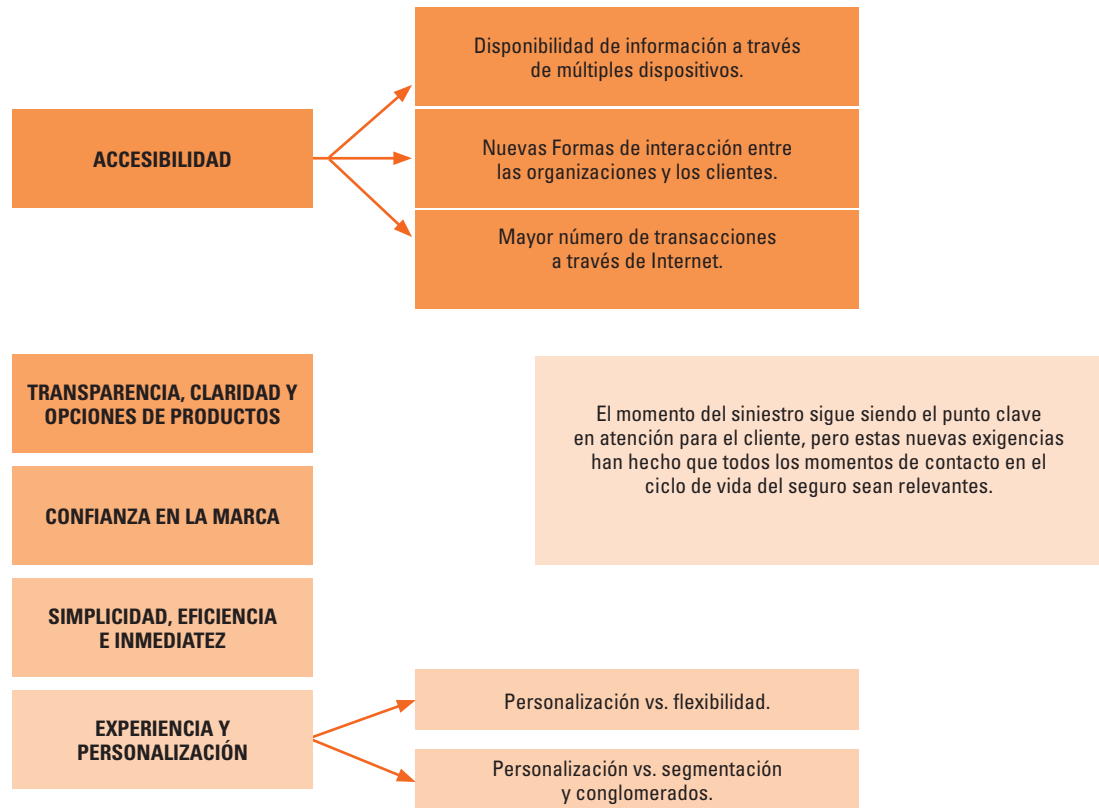 ACCESIBILIDAD
Disponibilidad de información a través
de múltiples dispositivos.
Nuevas Formas de interacción entre
las organizaciones y los clientes.
Mayor número de transacciones
a través de Internet.
TRANSPARENCIA, CLARIDAD Y
OPCIONES DE PRODUCTOS
CONFIANZA EN LA MARCA
SIMPLICIDAD, EFICIENCIA
E INMEDIATEZ
El momento del siniestro sigue siendo el punto clave
en atención para el cliente, pero estas nuevas exigencias
han hecho que todos los momentos de contacto en el
ciclo de vida del seguro sean relevantes.
EXPERIENCIA Y
PERSONALIZACIÓN
Personalización vs. flexibilidad.
Personalización vs. segmentación
y conglomerados.